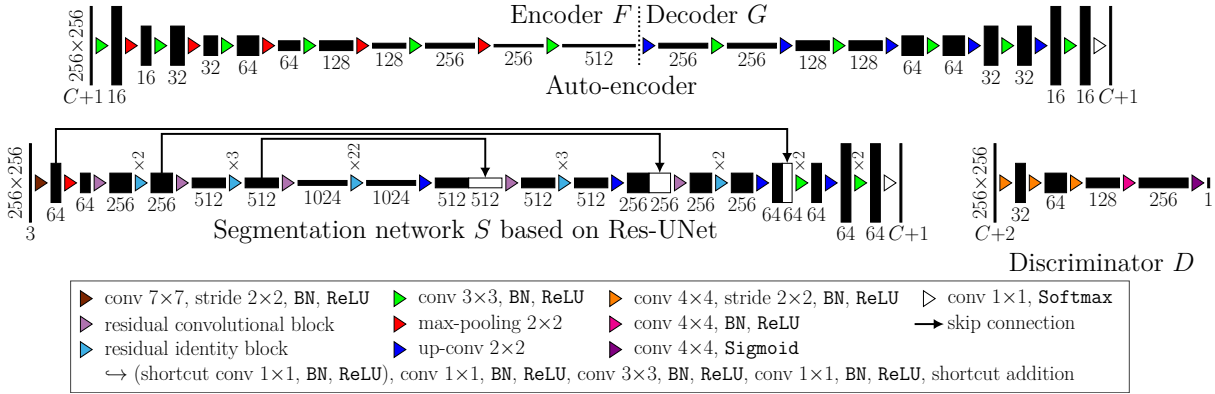 Encoder F Decoder G
256×256
C+1 16 16 32 32 64 64 128 128 256 256 512 256 256 128 128 64 64 32 32 16 16 C+1
Auto-encoder
256×256
×2 ×3 ×22 ×3 ×2 ×2 ×2
3 64 64 256 256 512 512 1024 1024 512 512 512 512 256 256 256 256 64 64 64 64 64 C+1
Segmentation network S based on Res-UNet
256×256
C+2 32 64 128 256 1
Discriminator D
conv 7×7, stride 2×2, BN, ReLU conv 3×3, BN, ReLU conv 4×4, stride 2×2, BN, ReLU conv 1×1, Softmax
residual convolutional block max-pooling 2×2 conv 4×4, BN, ReLU skip connection
residual identity block up-conv 2×2 conv 4×4, Sigmoid
↪ (shortcut conv 1×1, BN, ReLU), conv 1×1, BN, ReLU, conv 3×3, BN, ReLU, conv 1×1, BN, ReLU, shortcut addition